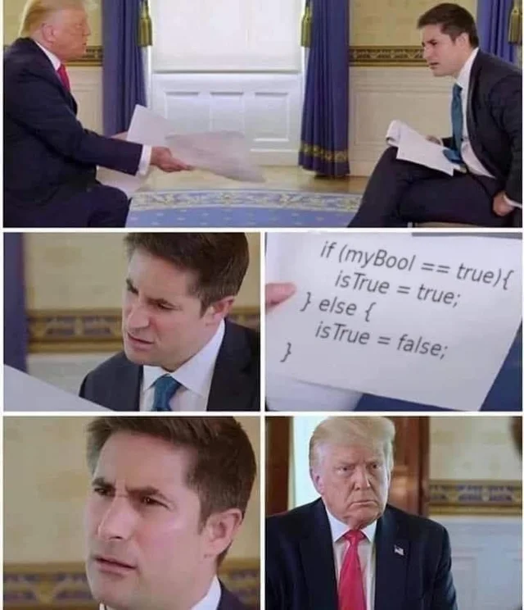 if (myBool == true){
isTrue = true;
} else {
isTrue = false;
}